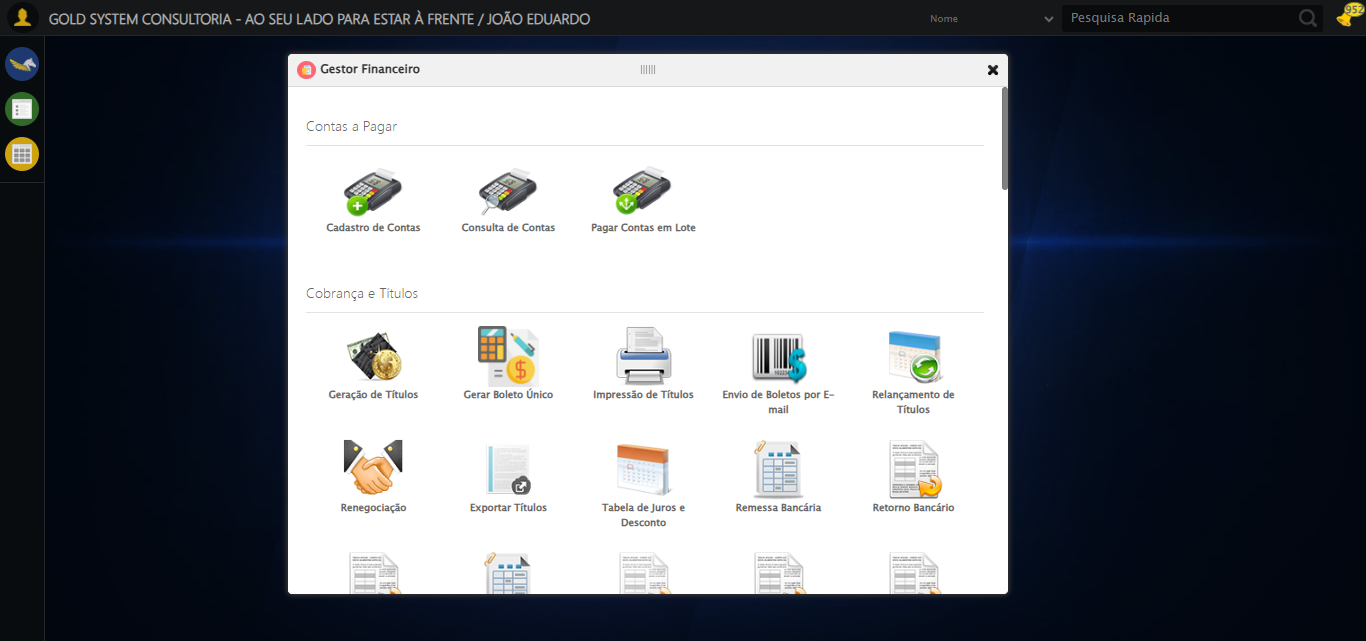 GOLD SYSTEM CONSULTORIA - AO SEU LADO PARA ESTAR À FRENTE / JOÃO EDUARDO
Nome
Pesquisa Rapida
952
Gestor Financeiro
Contas a Pagar
Cadastro de Contas
Consulta de Contas
Pagar Contas em Lote
Cobrança e Títulos
Geração de Títulos
Gerar Boleto Único
Impressão de Títulos
Envio de Boletos por E-
mail
Relançamento de
Títulos
Renegociação
Exportar Títulos
Tabela de Juros e
Desconto
Remessa Bancária
Retorno Bancário